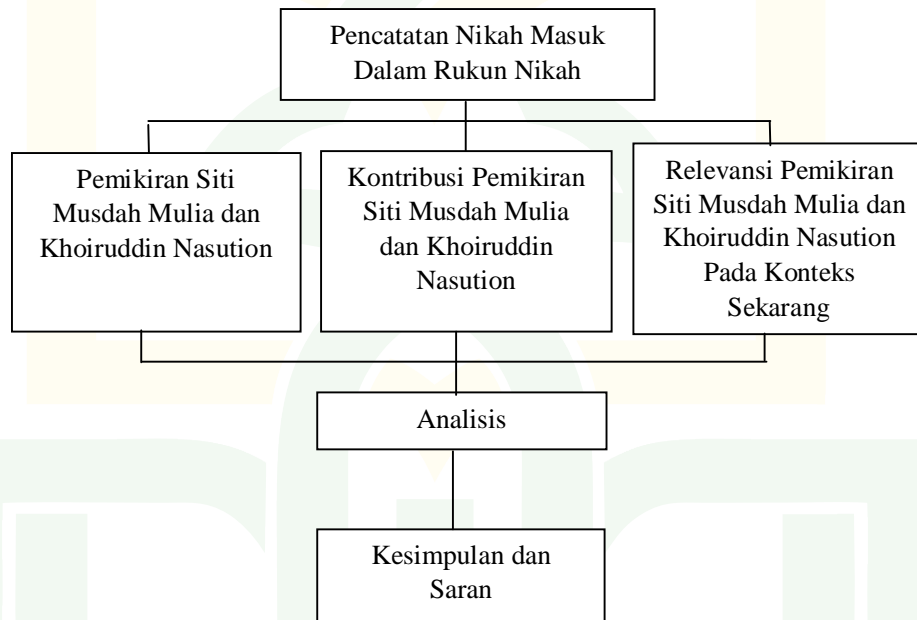 Pencatatan Nikah Masuk
Dalam Rukun Nikah
Pemikiran Siti
Musdah Mulia dan
Khoiruddin Nasution
Kontribusi Pemikiran
Siti Musdah Mulia
dan Khoiruddin
Nasution
Relevansi Pemikiran
Siti Musdah Mulia dan
Khoiruddin Nasution
Pada Konteks
Sekarang
Analisis
Kesimpulan dan
Saran